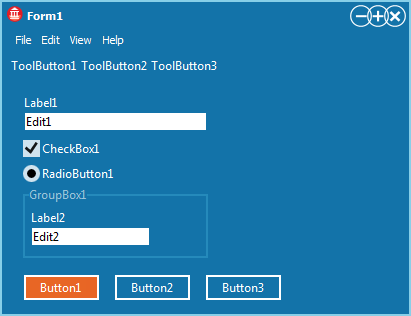 Form1
File Edit View Help
ToolButton1 ToolButton2 ToolButton3
Label1
Edit1
CheckBox1
RadioButton1
GroupBox1
Label2
Edit2
Button1 Button2 Button3